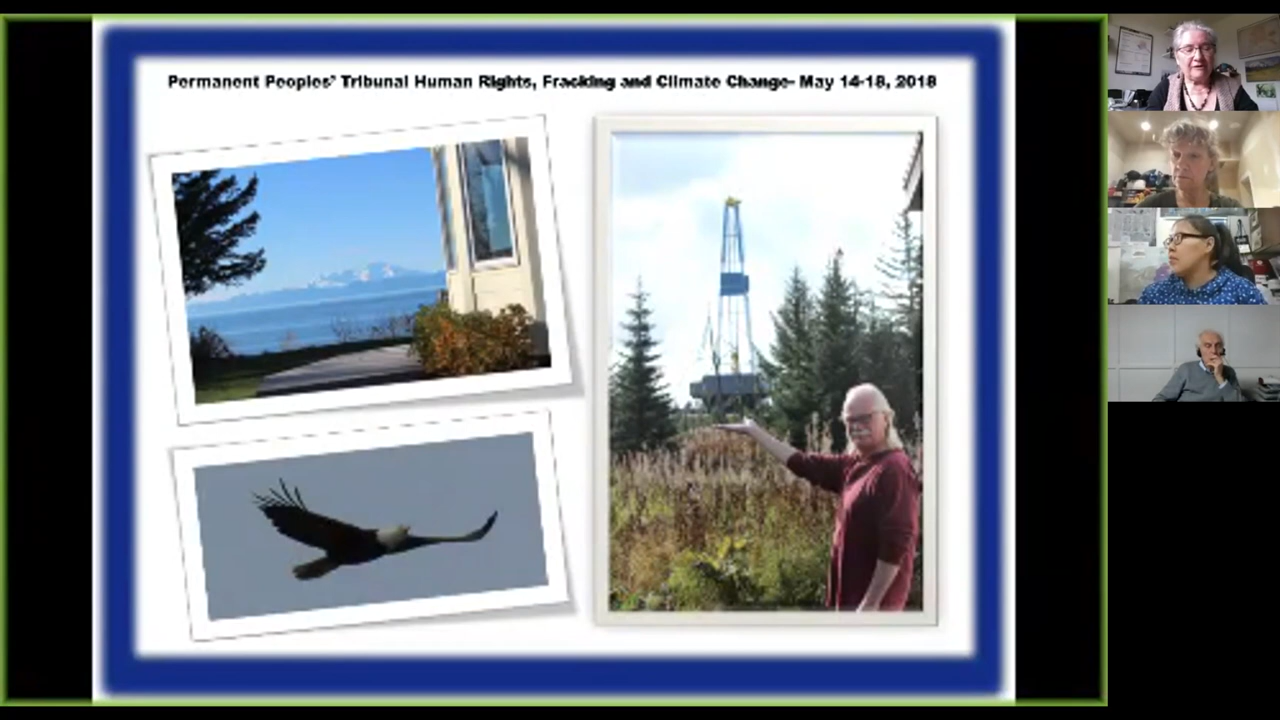 Permanent Peoples' Tribunal Human Rights, Fracking and Climate Change- May 14-18, 2018